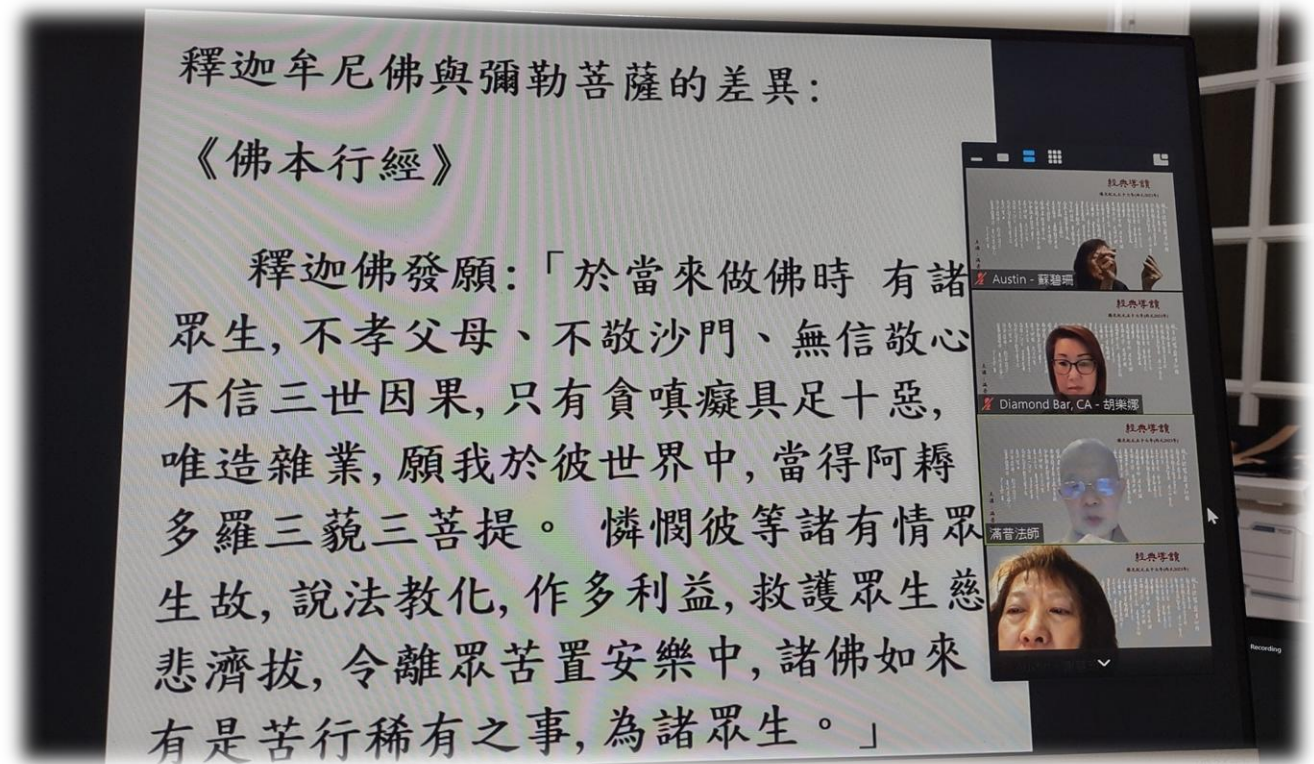 釋迦牟尼佛與彌勒菩薩的差異:
《佛本行經》
釋迦佛發願:「於當來做佛時 有諸
眾生,不孝父母、不敬沙門、無信敬心
不信三世因果,只有貪嗔癡具足十惡,
唯造雜業,願我於彼世界中,當得阿耨
多羅三藐三菩提。 憐憫彼等諸有情眾
生故,說法教化,作多利益,救護眾生慈
悲濟拔,令離眾苦置安樂中,諸佛如來
有是苦行稀有之事,為諸眾生。」
經典導讀
Austin - 蘇碧珊
經典導讀
Diamond Bar, CA - 胡樂娜
經典導讀
滿普法師
經典導讀
Recording